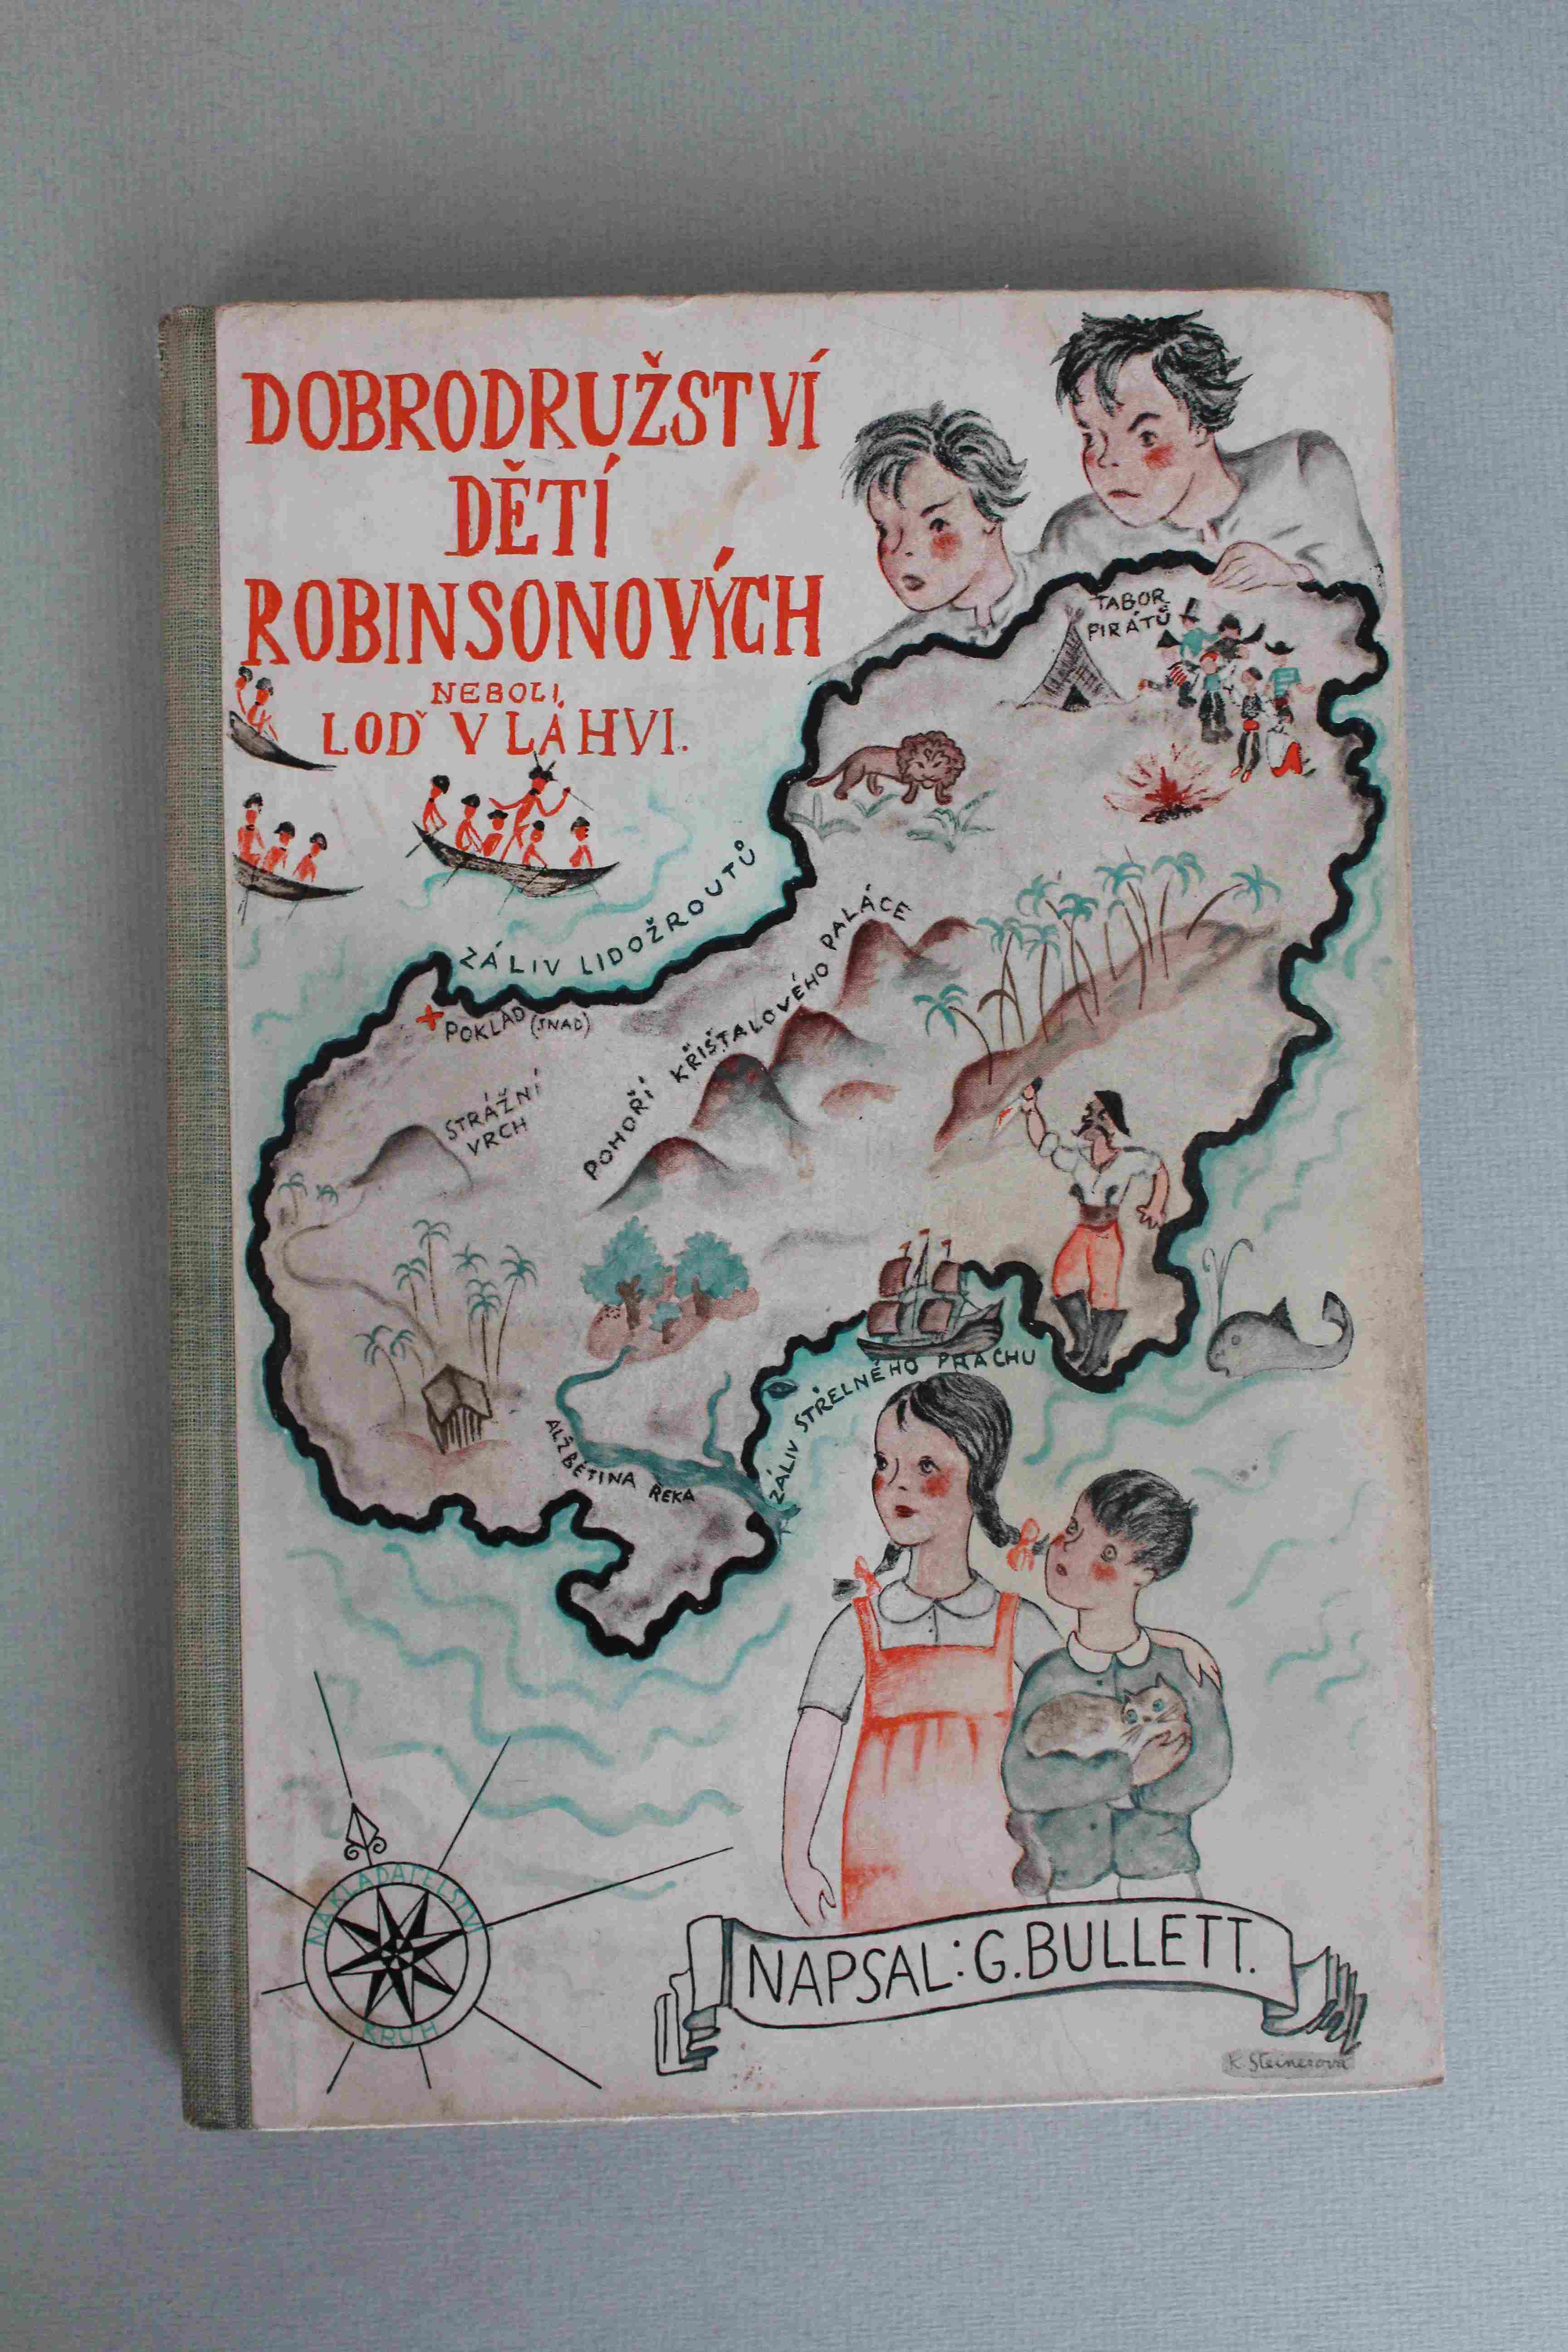 DOBRODRUŽSTVÍ
DĚTÍ
ROBINSONOVÝCH
NEBOLI
LOĎ V LÁHVI.
TÁBOR
PIRÁTŮ
ZÁLIV LIDOŽROUTŮ
POKLAD (SNAD)
POHOŘÍ KŘIŠŤALOVÉHO PALÁCE
STRÁŽNÍ
VRCH
ZÁLIV STŘELNÉHO PRACHU
ALŽBĚTINA ŘEKA
NAKLADATELSTVÍ
KRUH
NAPSAL: G. BULLETT.
K. Steinerová